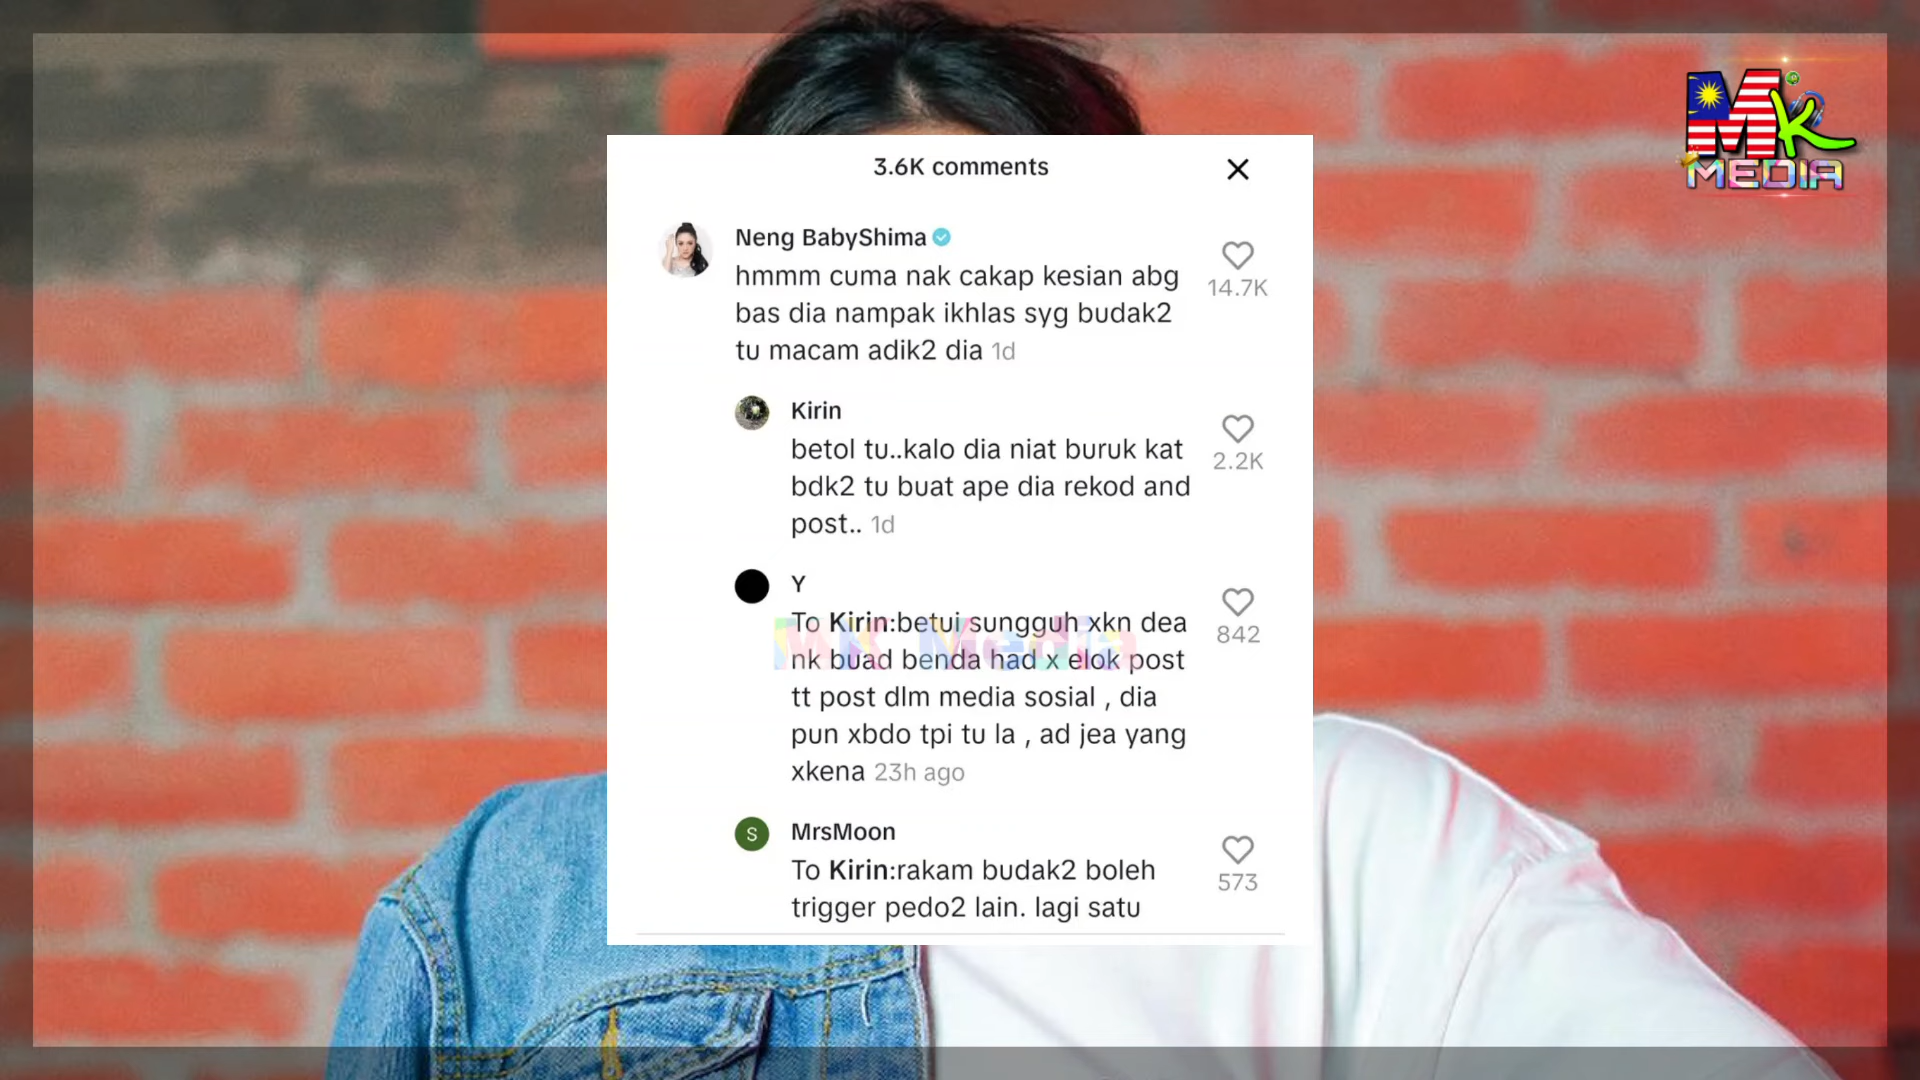 MK
MEDIA
3.6K comments
Neng BabyShima
hmmm cuma nak cakap kesian abg
bas dia nampak ikhlas syg budak2
tu macam adik2 dia 1d
14.7K
Kirin
betol tu..kalo dia niat buruk kat
bdk2 tu buat ape dia rekod and
post.. 1d
2.2K
Y
To Kirin:betui sungguh xkn dea
nk buad benda had x elok post
tt post dlm media sosial , dia
pun xbdo tpi tu la , ad jea yang
xkena 23h ago
842
MK Media
S
MrsMoon
To Kirin:rakam budak2 boleh
trigger pedo2 lain. lagi satu
573